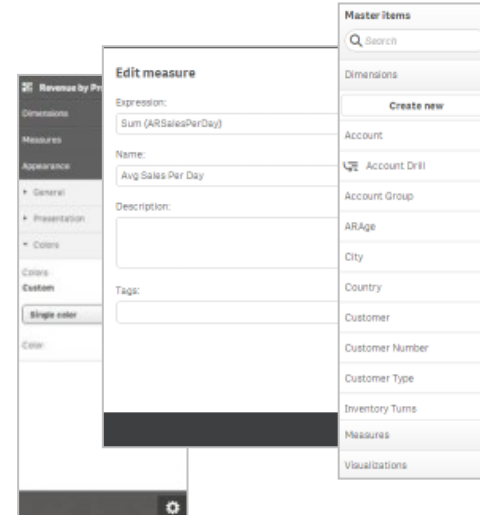 Revenue by Pr
Dimensions
Measures
Appearance
General
Presentation
Colors
Colors
Custom
Single color
Color:
Edit measure
Expression:
Sum (ARSalesPerDay)
Name:
Avg Sales Per Day
Description:
Tags:
Master items
Search
Dimensions
Create new
Account
Account Drill
Account Group
ARAge
City
Country
Customer
Customer Number
Customer Type
Inventory Turns
Measures
Visualizations